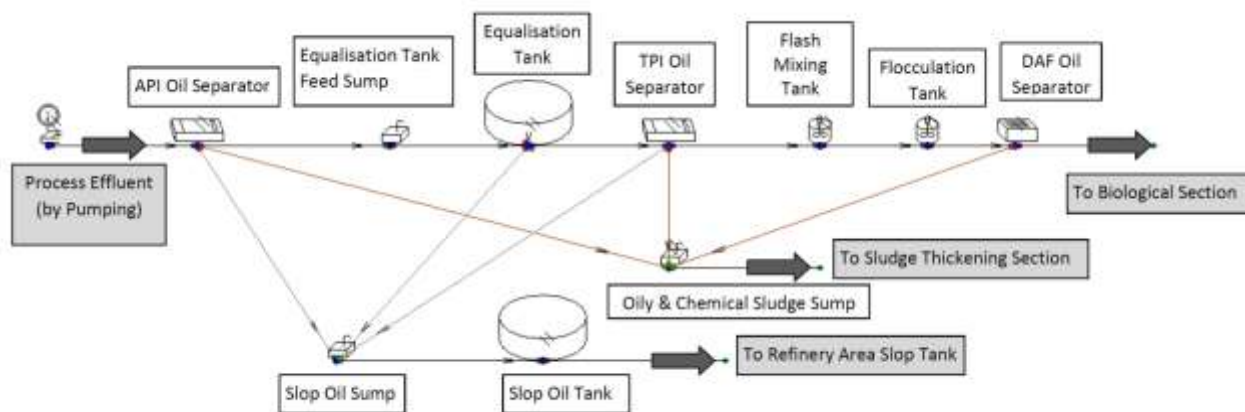 Equalisation
Tank
Flash
Mixing
Tank
Equalisation Tank
Feed Sump
TPI Oil
Separator
DAF Oil
Separator
API Oil Separator
Flocculation
Tank
Process Effluent
(by Pumping)
To Biological Section
To Sludge Thickening Section
Oily & Chemical Sludge Sump
To Refinery Area Slop Tank
Slop Oil Sump
Slop Oil Tank